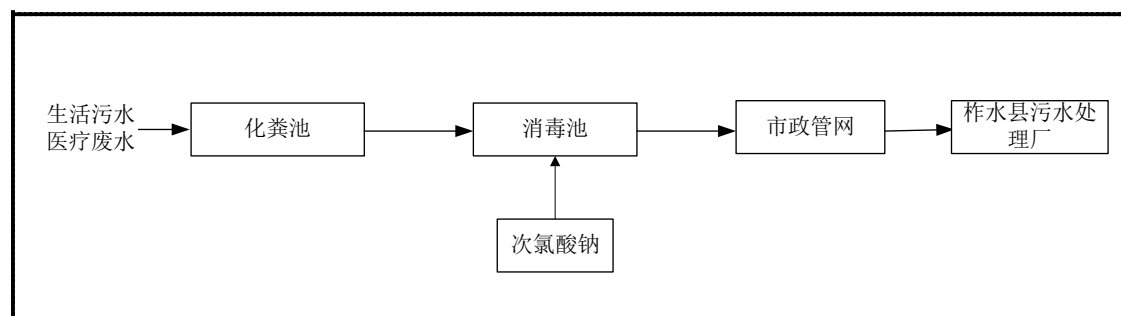 生活污水
医疗废水
化粪池
消毒池
市政管网
柞水县污水处
理厂
次氯酸钠